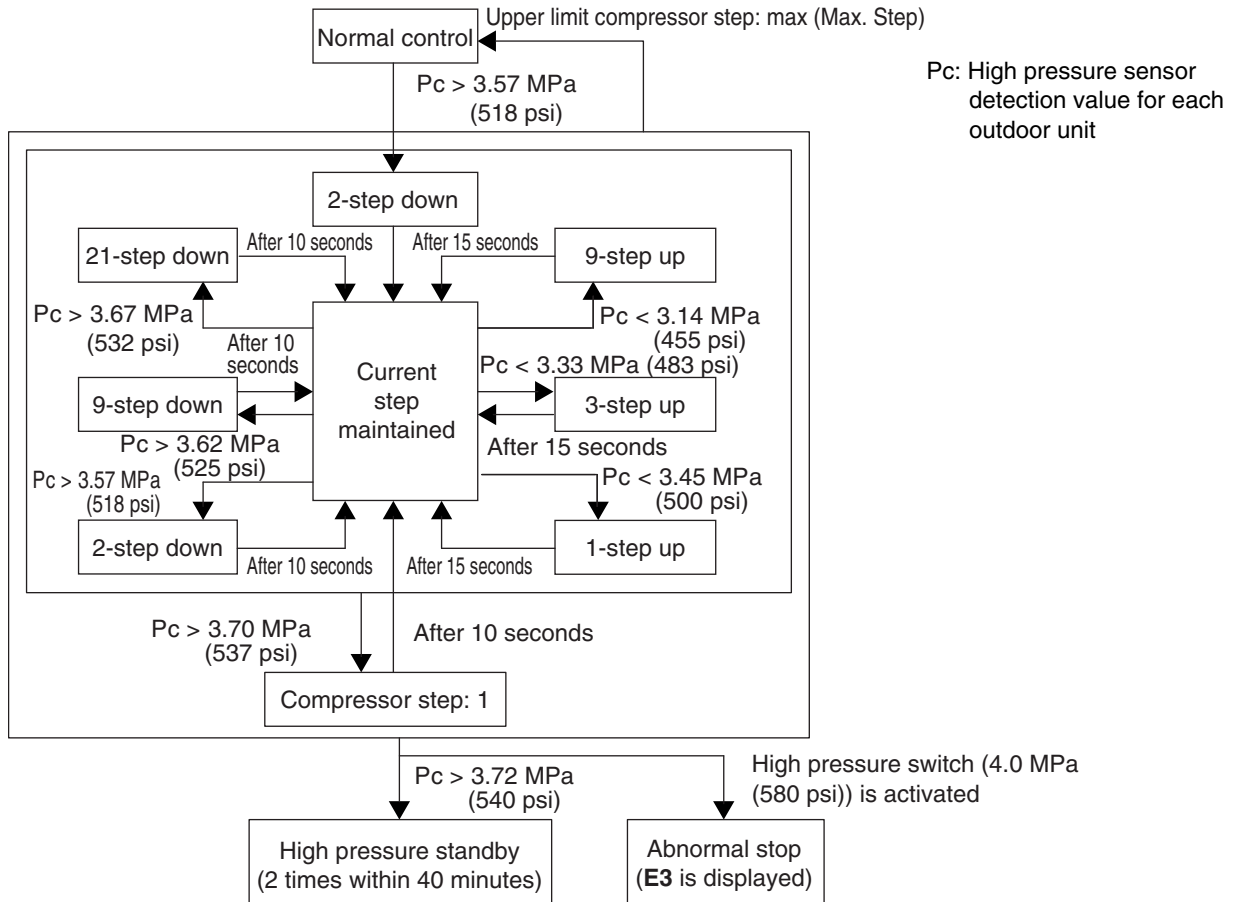 Upper limit compressor step: max (Max. Step)
Normal control
Pc > 3.57 MPa
(518 psi)
Pc: High pressure sensor
detection value for each
outdoor unit
2-step down
21-step down
After 10 seconds
After 15 seconds
9-step up
Pc > 3.67 MPa
(532 psi)
Pc < 3.14 MPa
(455 psi)
After 10
seconds
Current
step
maintained
Pc < 3.33 MPa (483 psi)
9-step down
3-step up
Pc > 3.62 MPa
(525 psi)
After 15 seconds
Pc > 3.57 MPa
(518 psi)
Pc < 3.45 MPa
(500 psi)
2-step down
After 10 seconds
After 15 seconds
1-step up
Pc > 3.70 MPa
(537 psi)
After 10 seconds
Compressor step: 1
Pc > 3.72 MPa
(540 psi)
High pressure switch (4.0 MPa
(580 psi)) is activated
High pressure standby
(2 times within 40 minutes)
Abnormal stop
(E3 is displayed)